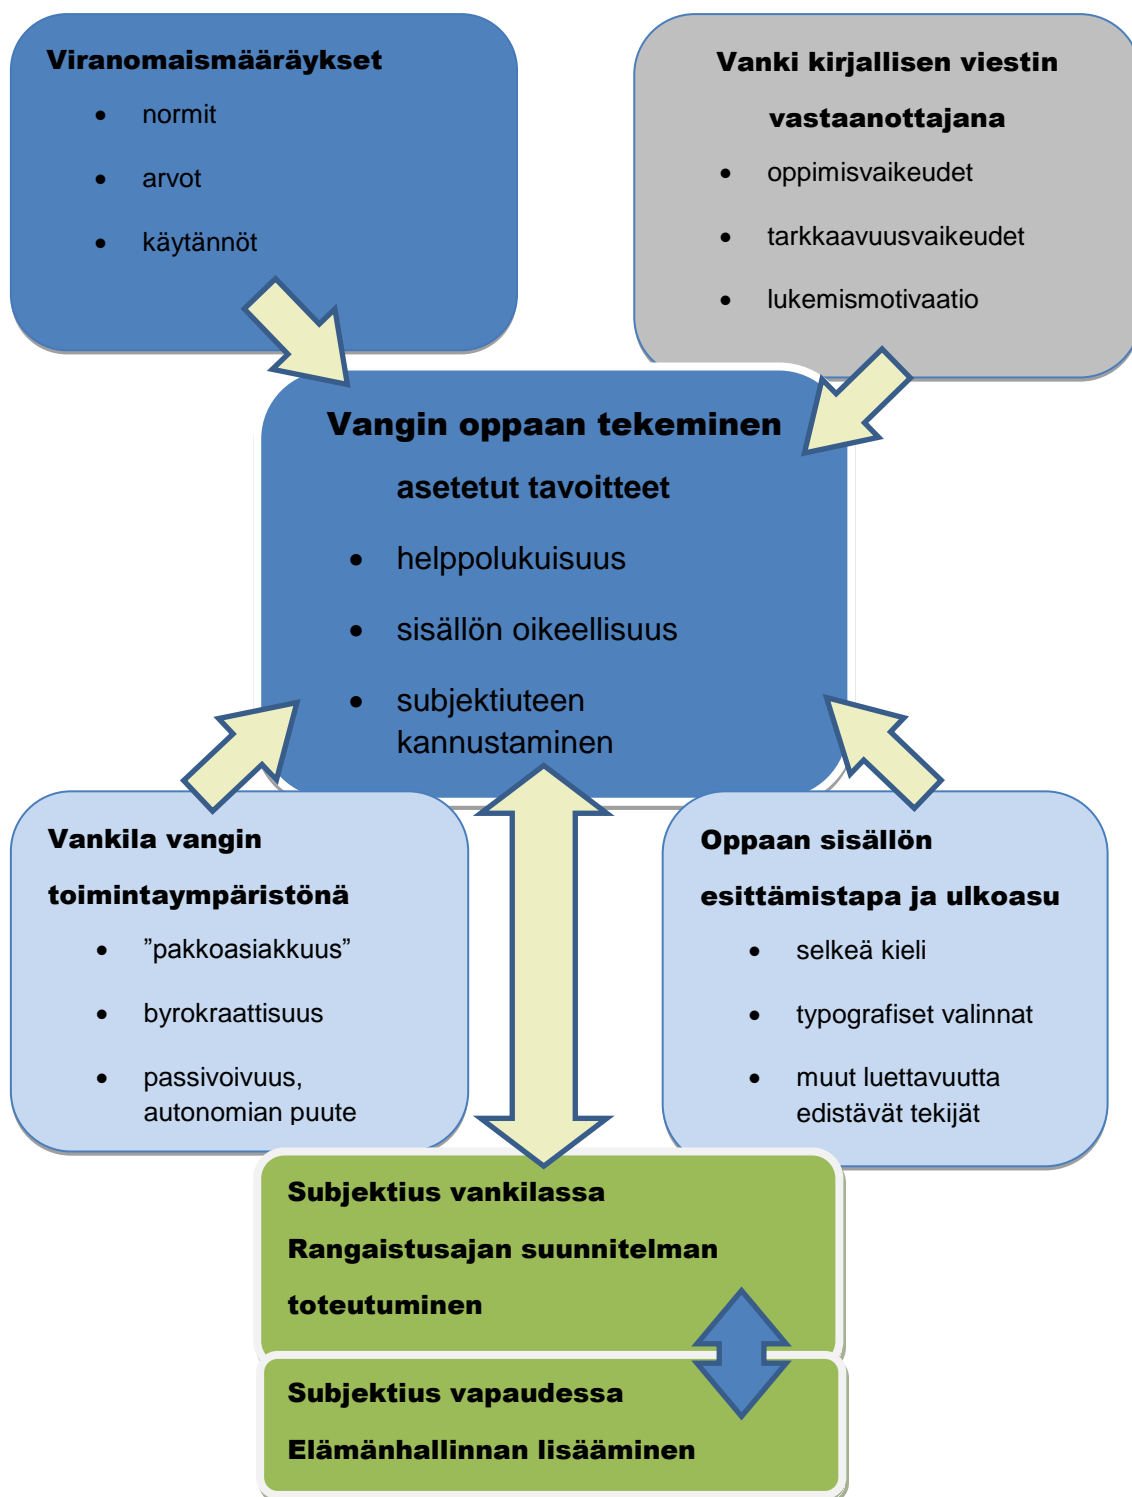 Viranomaismääräykset
• normit
• arvot
• käytännöt
Vanki kirjallisen viestin
vastaanottajana
• oppimisvaikeudet
• tarkkaavuusvaikeudet
• lukemismotivaatio
Vangin oppaan tekeminen
asetetut tavoitteet
• helppolukuisuus
• sisällön oikeellisuus
• subjektiuteen
kannustaminen
Vankila vangin
toimintaympäristönä
• ”pakkoasiakkuus”
• byrokraattisuus
• passivoivuus,
autonomian puute
Oppaan sisällön
esittämistapa ja ulkoasu
• selkeä kieli
• typografiset valinnat
• muut luettavuutta
edistävät tekijät
Subjektius vankilassa
Rangaistusajan suunnitelman
toteutuminen
Subjektius vapaudessa
Elämänhallinnan lisääminen